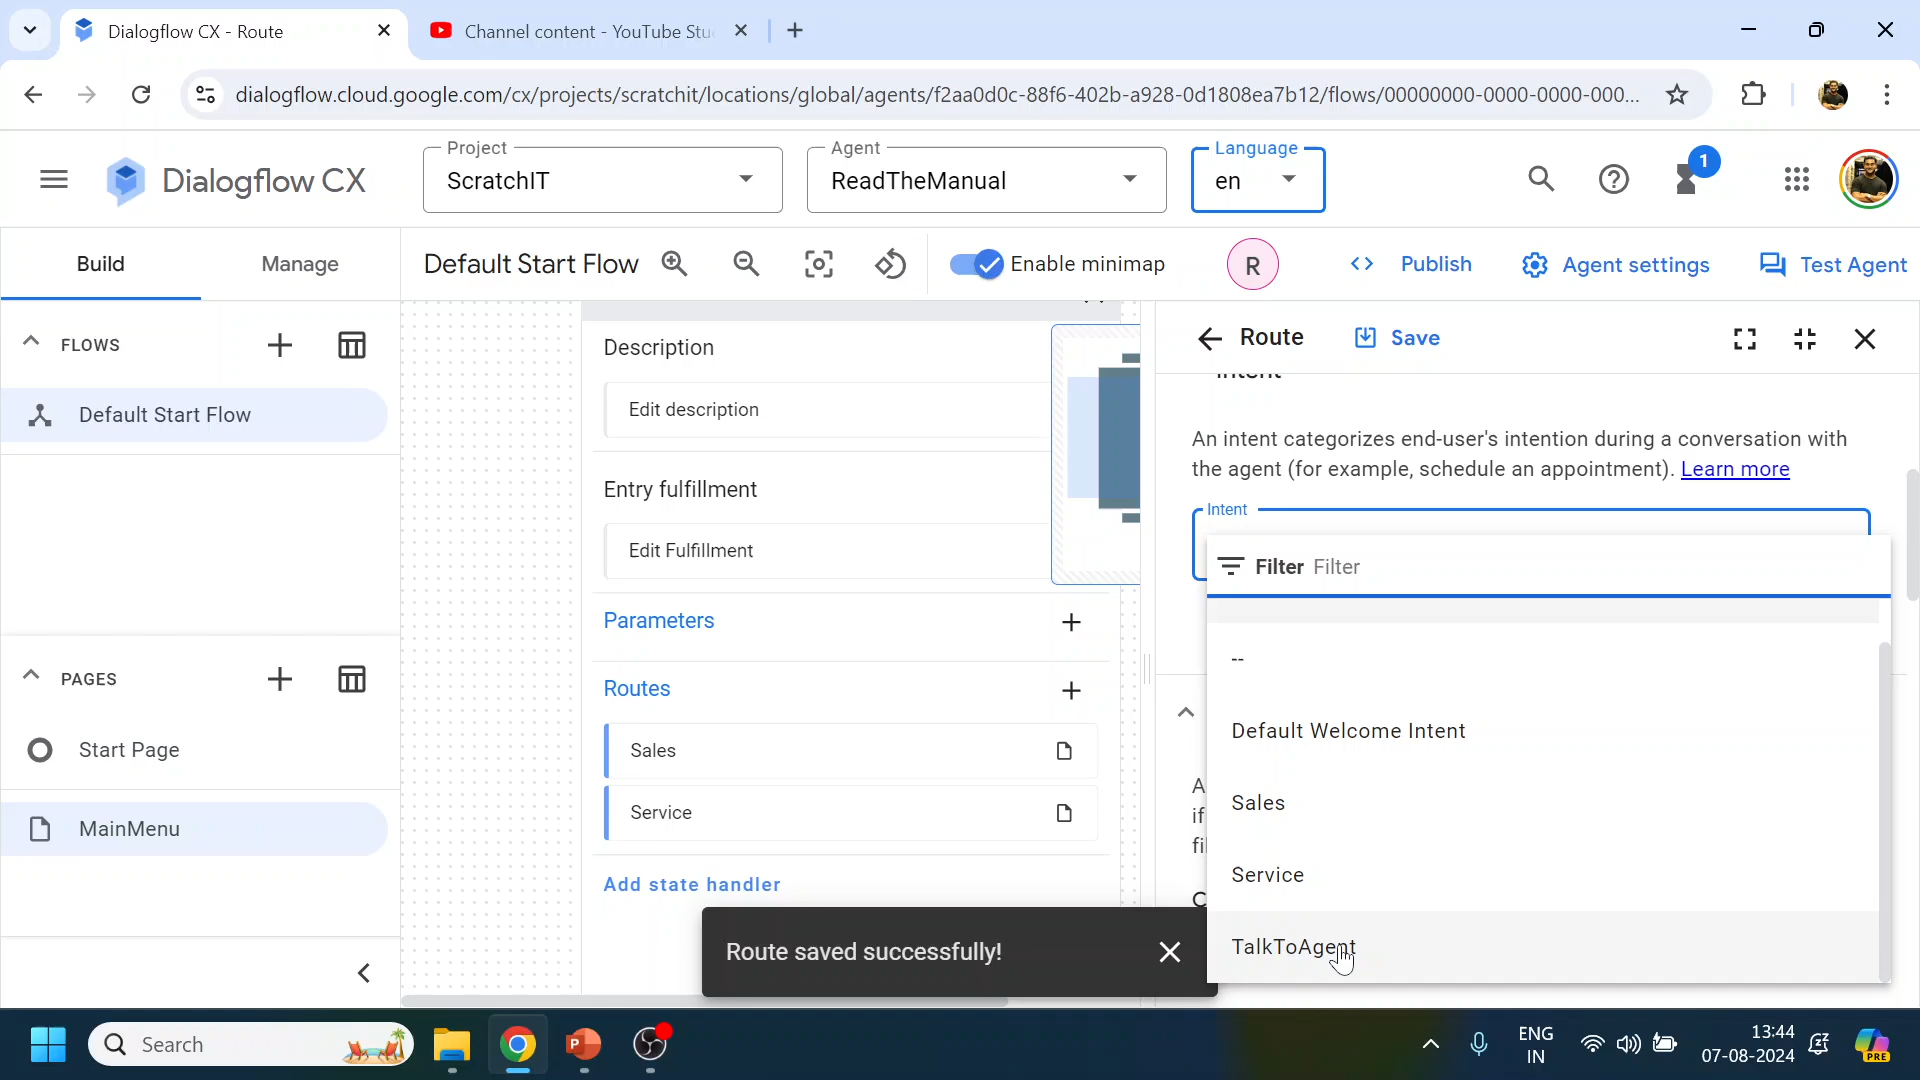 Dialogflow CX - Route
Channel content - YouTube Stu
dialogflow.cloud.google.com/cx/projects/scratchit/locations/global/agents/f2aa0d0c-88f6-402b-a928-0d1808ea7b12/flows/00000000-0000-0000-000...
Dialogflow CX
Project
ScratchIT
Agent
ReadTheManual
Language
en
1
Build
Manage
Default Start Flow
Enable minimap
R
Publish
Agent settings
Test Agent
FLOWS
Default Start Flow
PAGES
Start Page
MainMenu
Description
Edit description
Entry fulfillment
Edit Fulfillment
Parameters
Routes
Sales
Service
Add state handler
Route saved successfully!
Route
Save
Intent
An intent categorizes end-user's intention during a conversation with
the agent (for example, schedule an appointment). Learn more
Intent
Filter Filter
--
Default Welcome Intent
Sales
Service
TalkToAgent
Search
ENG
IN
13:44
07-08-2024
PRE